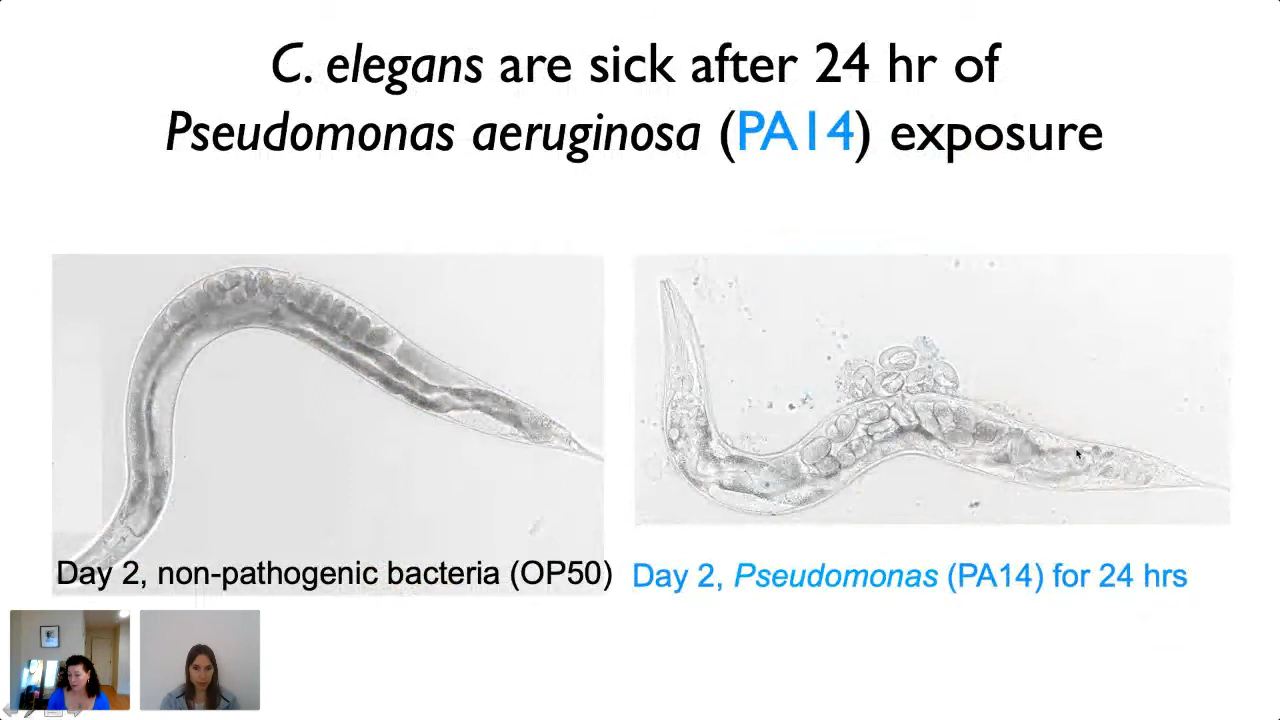 C. elegans are sick after 24 hr of
Pseudomonas aeruginosa (PA14) exposure
Day 2, non-pathogenic bacteria (OP50)
Day 2, Pseudomonas (PA14) for 24 hrs